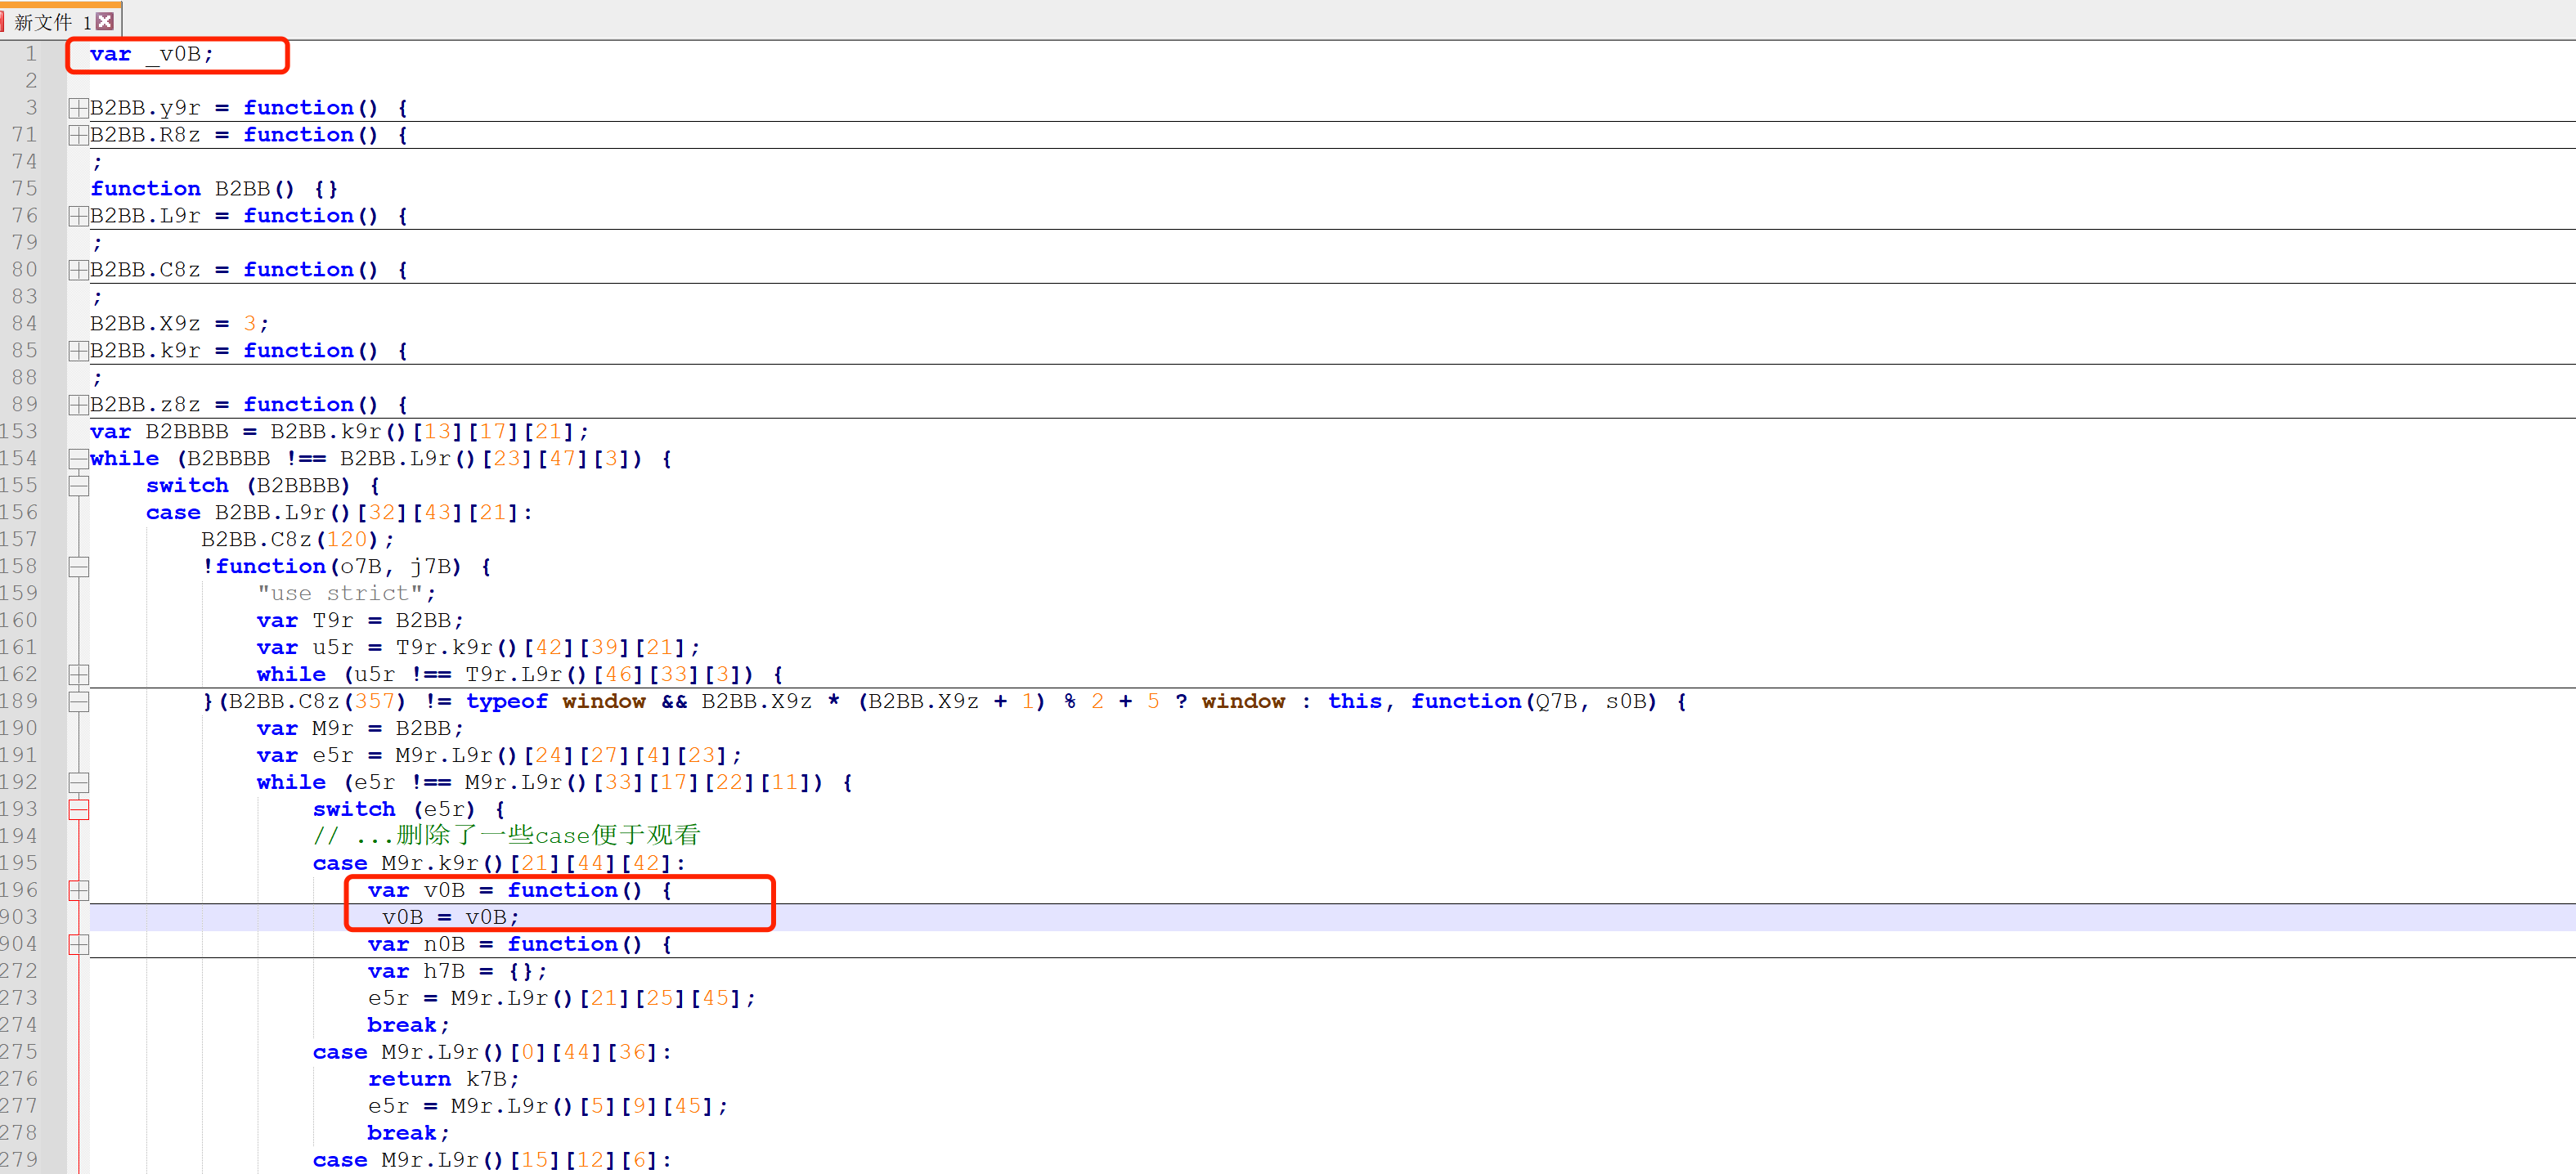 新文件 1
1 var _v0B;
2
3 B2BB.y9r = function() {
71 B2BB.R8z = function() {
74 ;
75 function B2BB() {}
76 B2BB.L9r = function() {
79 ;
80 B2BB.C8z = function() {
83 ;
84 B2BB.X9z = 3;
85 B2BB.k9r = function() {
88 ;
89 B2BB.z8z = function() {
153 var B2BBBB = B2BB.k9r()[13][17][21];
154 while (B2BBBB !== B2BB.L9r()[23][47][3]) {
155 switch (B2BBBB) {
156 case B2BB.L9r()[32][43][21]:
157 B2BB.C8z(120);
158 !function(o7B, j7B) {
159 "use strict";
160 var T9r = B2BB;
161 var u5r = T9r.k9r()[42][39][21];
162 while (u5r !== T9r.L9r()[46][33][3]) {
189 }(B2BB.C8z(357) != typeof window && B2BB.X9z * (B2BB.X9z + 1) % 2 + 5 ? window : this, function(Q7B, s0B) {
190 var M9r = B2BB;
191 var e5r = M9r.L9r()[24][27][4][23];
192 while (e5r !== M9r.L9r()[33][17][22][11]) {
193 switch (e5r) {
194 // ...删除了一些case便于观看
195 case M9r.k9r()[21][44][42]:
196 var v0B = function() {
903 _v0B = v0B;
904 var n0B = function() {
272 var h7B = {};
273 e5r = M9r.L9r()[21][25][45];
274 break;
275 case M9r.L9r()[0][44][36]:
276 return k7B;
277 e5r = M9r.L9r()[5][9][45];
278 break;
279 case M9r.L9r()[15][12][6]: